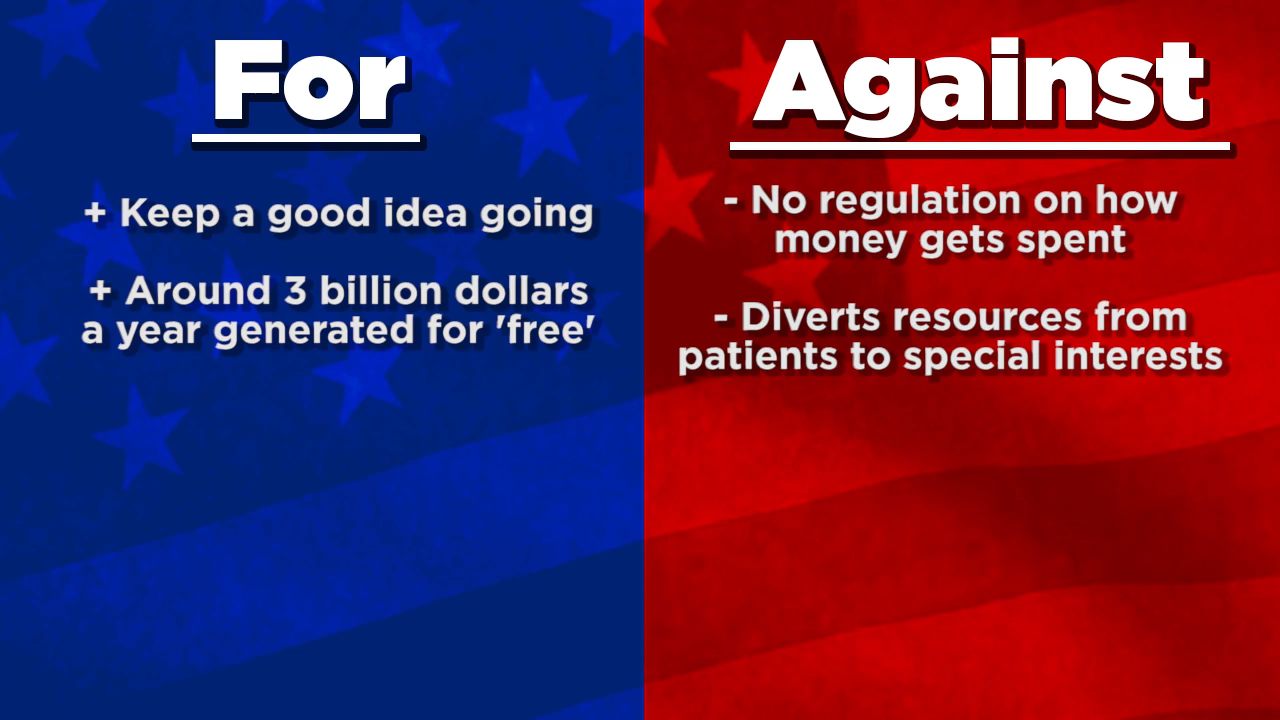 For
+ Keep a good idea going
+ Around 3 billion dollars
a year generated for 'free'
Against
- No regulation on how
money gets spent
- Diverts resources from
patients to special interests